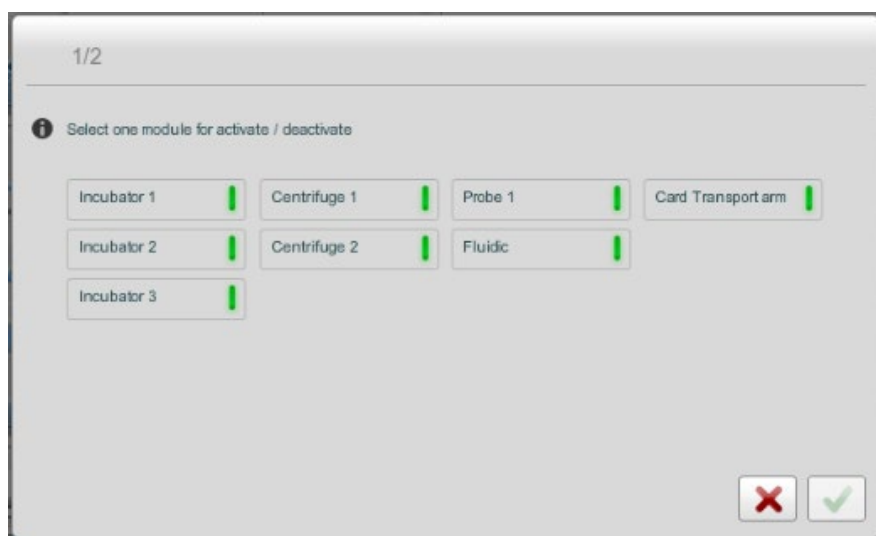 1/2
Select one module for activate / deactivate
Incubator 1
Centrifuge 1
Probe 1
Card Transport arm
Incubator 2
Centrifuge 2
Fluidic
Incubator 3